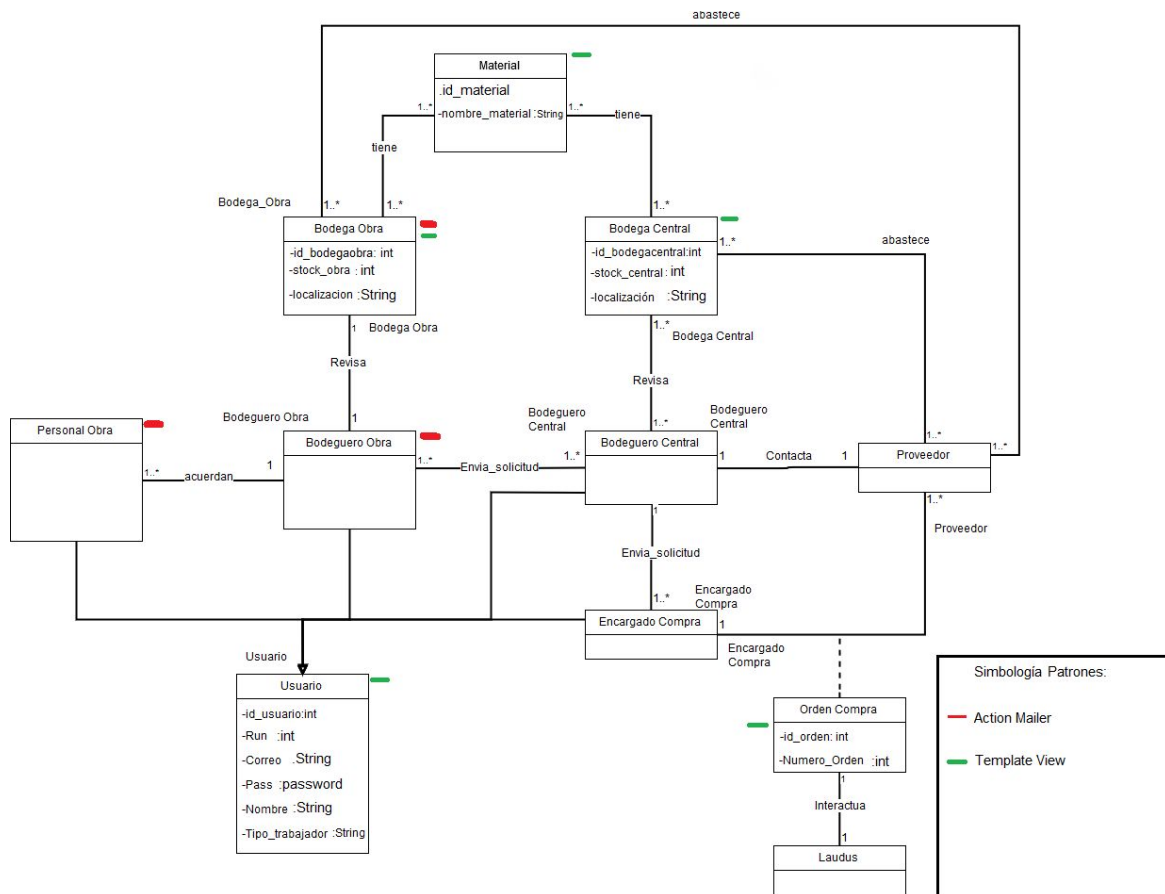 abastece
Material
.id_material
-nombre_material :String
1..*
1..*
tiene
tiene
Bodega_Obra
1..*
1..*
1..*
Bodega Obra
-id_bodegaobra: int
-stock_obra : int
-localizacion :String
Bodega Central
-id_bodegacentral:int
-stock_central : int
-localización :String
1..*
abastece
1
Bodega Obra
1..*
Bodega Central
Revisa
Revisa
Bodeguero Obra
1
Bodeguero
Central
1..*
Bodeguero
Central
Personal Obra
Bodeguero Obra
Bodeguero Central
1..*
Proveedor
1..*
1..*
acuerdan
1
1..*
Envia_solicitud
1..*
1
Contacta
1
1
1..*
Proveedor
Envia_solicitud
1..*
Encargado
Compra
Encargado Compra
1
Encargado
Compra
Usuario
Usuario
-id_usuario:int
-Run :int
-Correo .String
-Pass :password
-Nombre :String
-Tipo_trabajador :String
Orden Compra
-id_orden: int
-Numero_Orden :int
1
Interactua
1
Laudus
Simbología Patrones:
Action Mailer
Template View